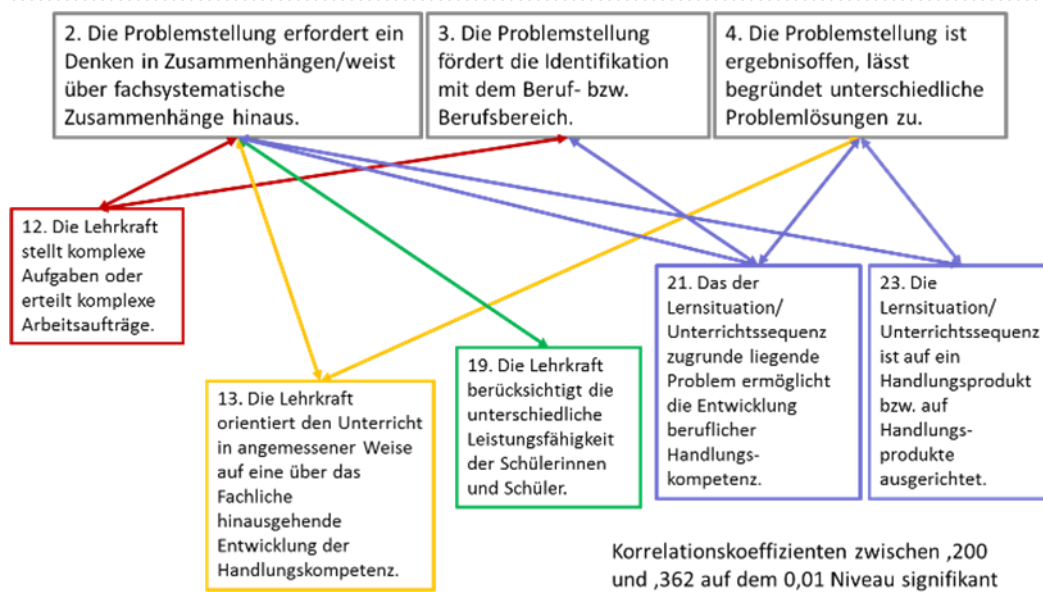 2. Die Problemstellung erfordert ein
Denken in Zusammenhängen/weist
über fachsystematische
Zusammenhänge hinaus.
3. Die Problemstellung
fördert die Identifikation
mit dem Beruf- bzw.
Berufsbereich.
4. Die Problemstellung ist
ergebnisoffen, lässt
begründet unterschiedliche
Problemlösungen zu.
12. Die Lehrkraft
stellt komplexe
Aufgaben oder
erteilt komplexe
Arbeitsaufträge.
13. Die Lehrkraft
orientiert den Unterricht
in angemessener Weise
auf eine über das
Fachliche
hinausgehende
Entwicklung der
Handlungskompetenz.
19. Die Lehrkraft
berücksichtigt die
unterschiedliche
Leistungsfähigkeit
der Schülerinnen
und Schüler.
21. Das der
Lernsituation/
Unterrichtssequenz
zugrunde liegende
Problem ermöglicht
die Entwicklung
beruflicher
Handlungs-
kompetenz.
23. Die
Lernsituation/
Unterrichtssequenz
ist auf ein
Handlungsprodukt
bzw. auf
Handlungs-
produkte
ausgerichtet.
Korrelationskoeffizienten zwischen ,200
und ,362 auf dem 0,01 Niveau signifikant